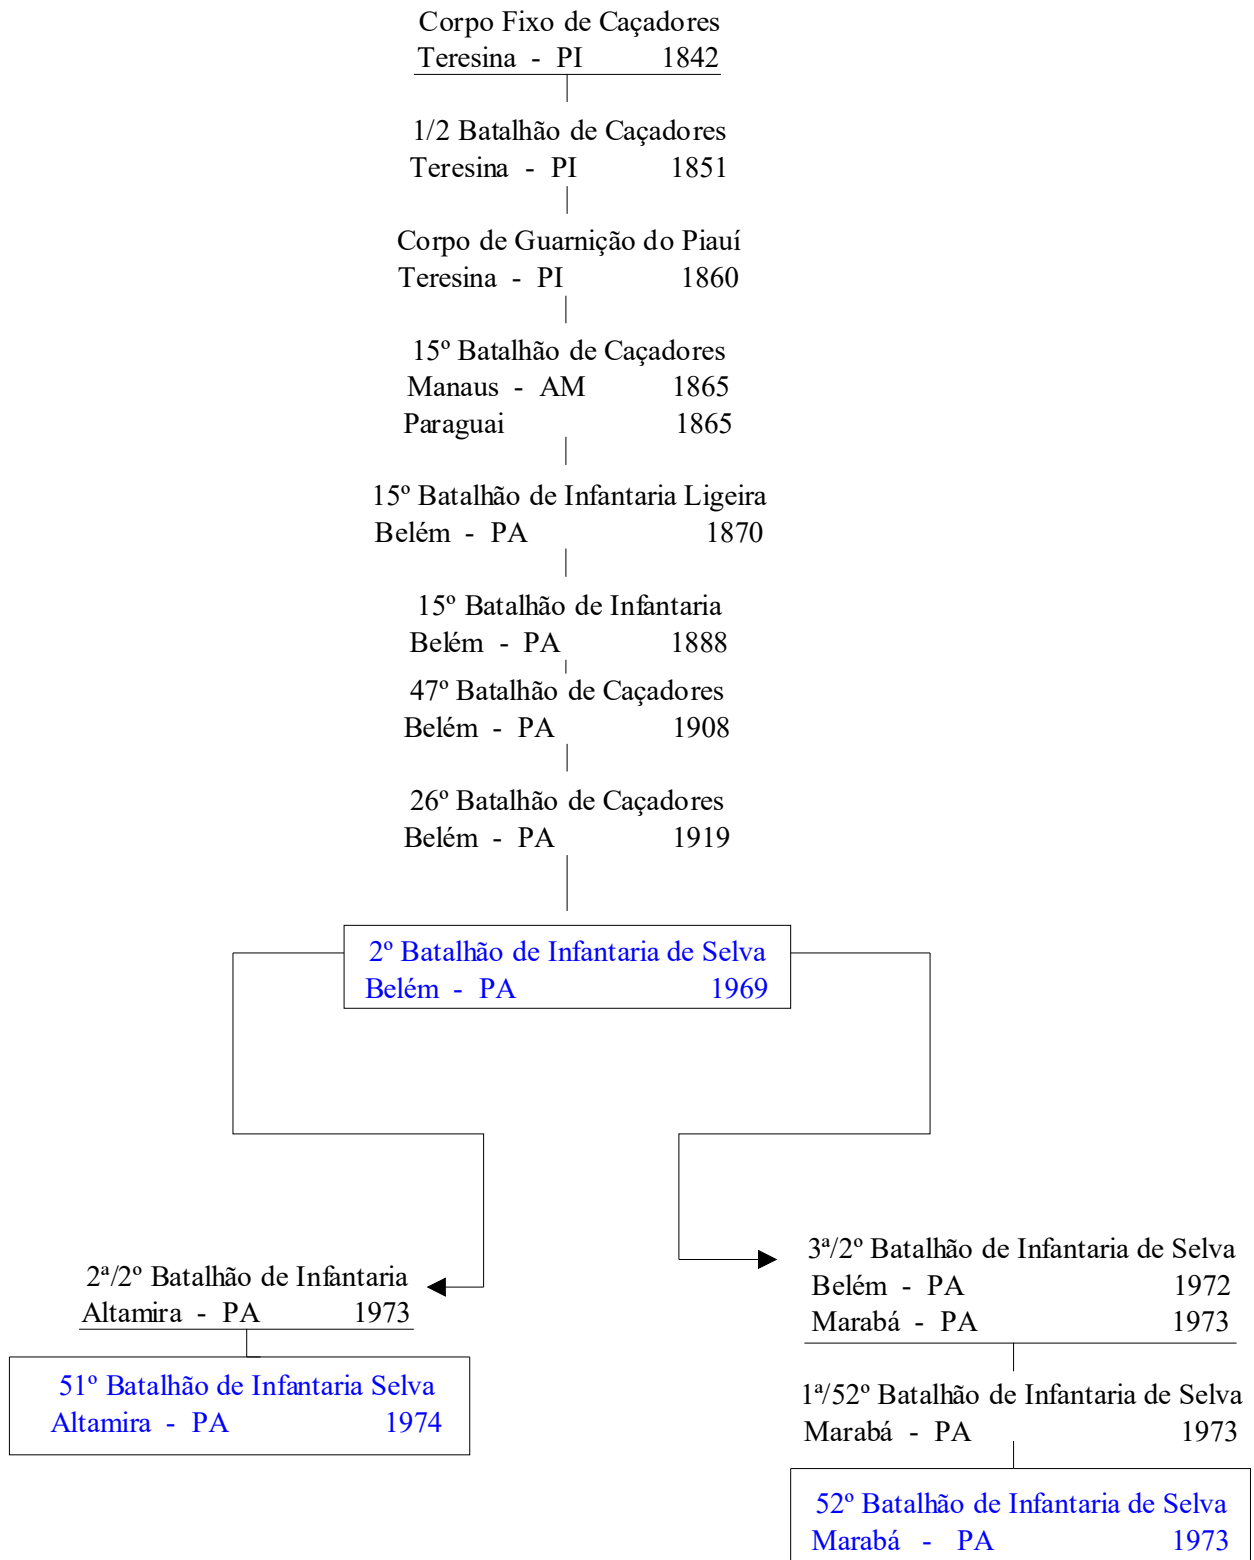 Corpo Fixo de Caçadores
Teresina - PI 1842
1/2 Batalhão de Caçadores
Teresina - PI 1851
Corpo de Guarnição do Piauí
Teresina - PI 1860
15º Batalhão de Caçadores
Manaus - AM 1865
Paraguai 1865
15º Batalhão de Infantaria Ligeira
Belém - PA 1870
15º Batalhão de Infantaria
Belém - PA 1888
47º Batalhão de Caçadores
Belém - PA 1908
26º Batalhão de Caçadores
Belém - PA 1919
2º Batalhão de Infantaria de Selva
Belém - PA 1969
2ª/2º Batalhão de Infantaria
Altamira - PA 1973
51º Batalhão de Infantaria Selva
Altamira - PA 1974
3ª/2º Batalhão de Infantaria de Selva
Belém - PA 1972
Marabá - PA 1973
1ª/52º Batalhão de Infantaria de Selva
Marabá - PA 1973
52º Batalhão de Infantaria de Selva
Marabá - PA 1973